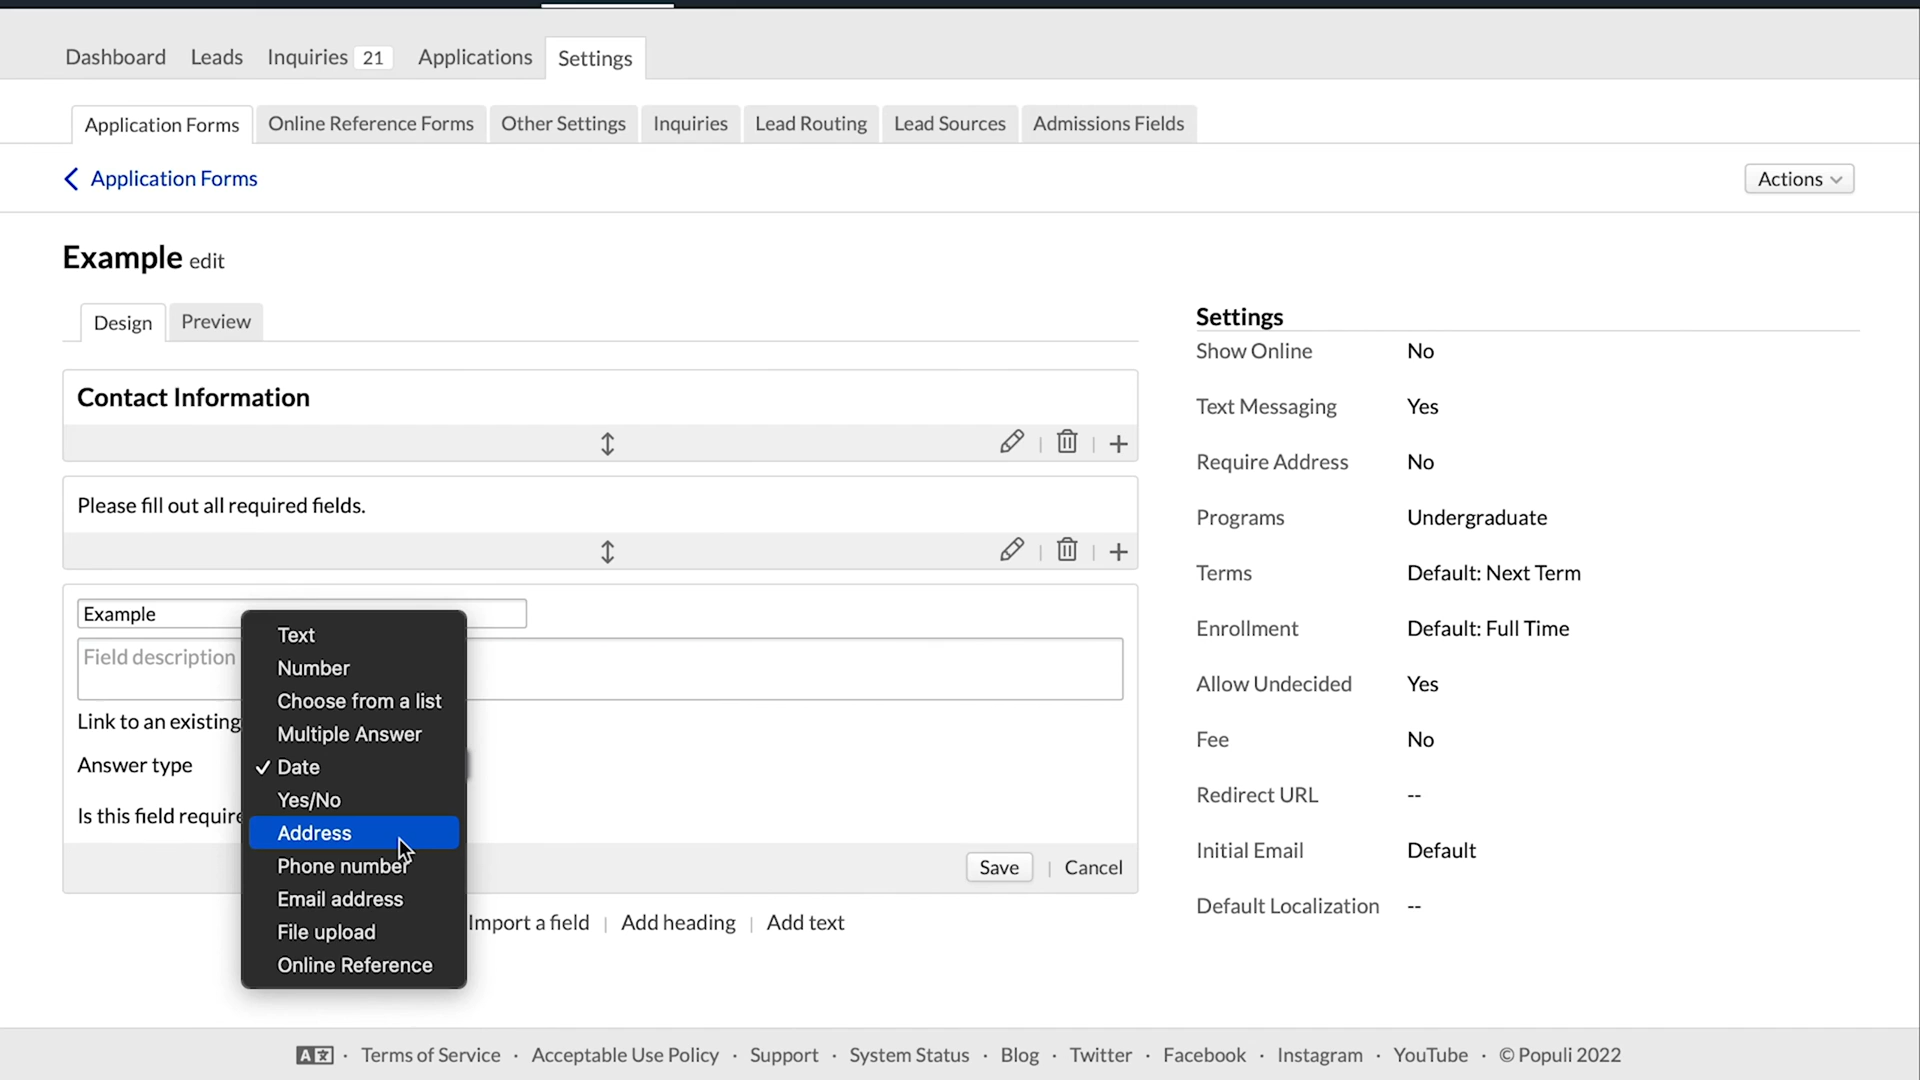 Dashboard Leads Inquiries 21 Applications Settings
Application Forms Online Reference Forms Other Settings Inquiries Lead Routing Lead Sources Admissions Fields
Application Forms Actions
Example edit
Design Preview
Contact Information
Please fill out all required fields.
Example
Field description
Link to an existing
Answer type
Is this field require
Text
Number
Choose from a list
Multiple Answer
Date
Yes/No
Address
Phone number
Email address
File upload
Online Reference
Save | Cancel
Import a field | Add heading | Add text
Settings
Show Online No
Text Messaging Yes
Require Address No
Programs Undergraduate
Terms Default: Next Term
Enrollment Default: Full Time
Allow Undecided Yes
Fee No
Redirect URL --
Initial Email Default
Default Localization --
A文 · Terms of Service · Acceptable Use Policy · Support · System Status · Blog · Twitter · Facebook · Instagram · YouTube · © Populi 2022